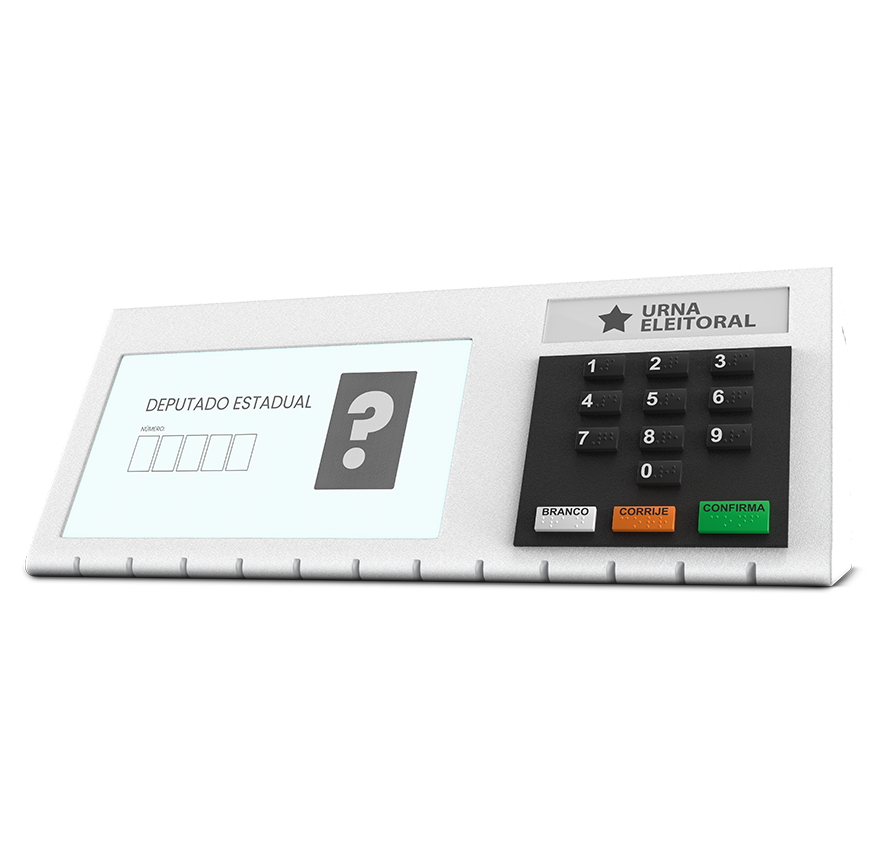 URNA
ELEITORAL
DEPUTADO ESTADUAL
?
NÚMERO:
1 2 3
4 5 6
7 8 9
0
BRANCO CORRIJE CONFIRMA